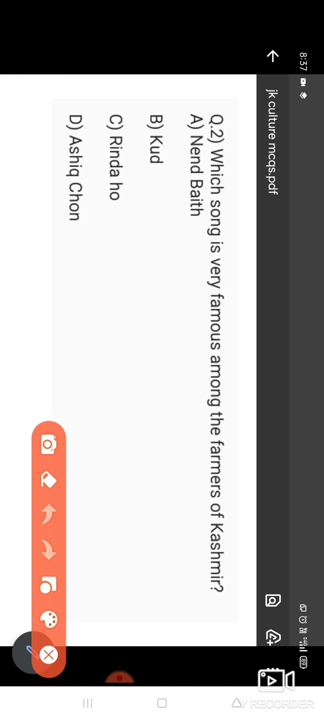 8:37
jk culture mcqs.pdf
Q.2) Which song is very famous among the farmers of Kashmir?
A) Nend Baith
B) Kud
C) Rinda ho
D) Ashiq Chon
RECORDER